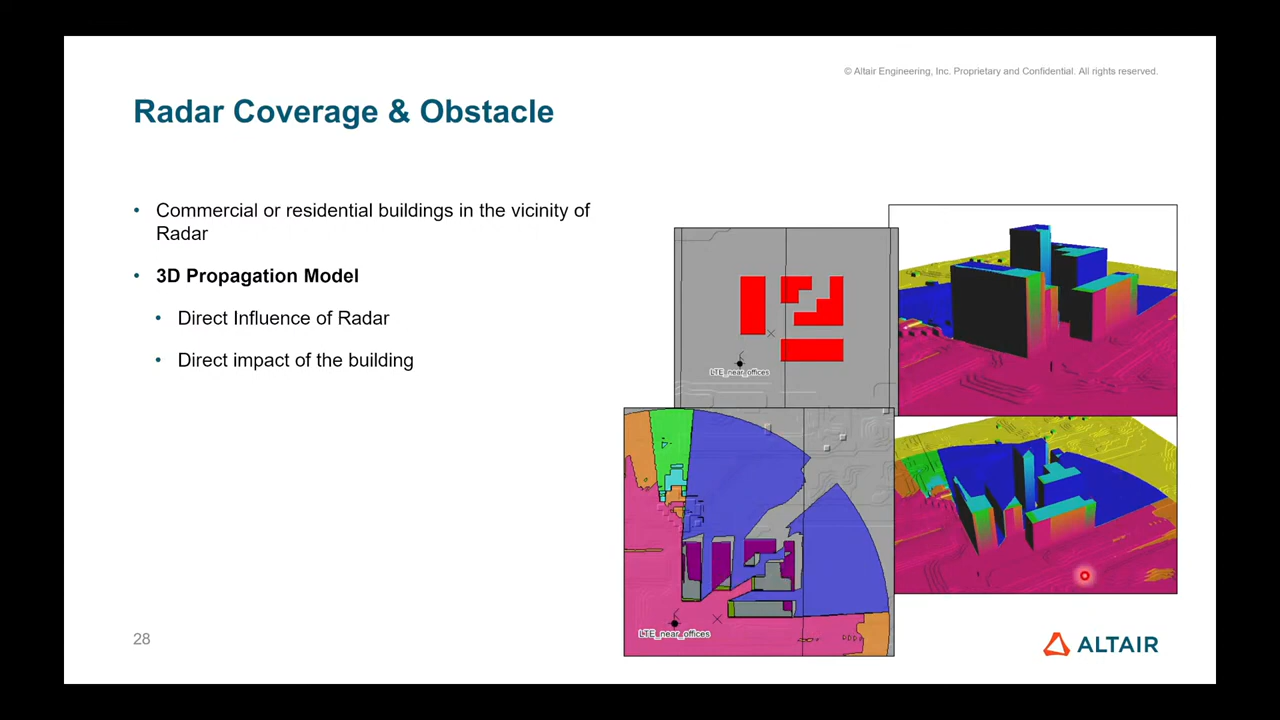 © Altair Engineering, Inc. Proprietary and Confidential. All rights reserved.
Radar Coverage & Obstacle
• Commercial or residential buildings in the vicinity of
Radar
• 3D Propagation Model
• Direct Influence of Radar
• Direct impact of the building
LTE_near_offices
LTE_near_offices
28
ALTAIR